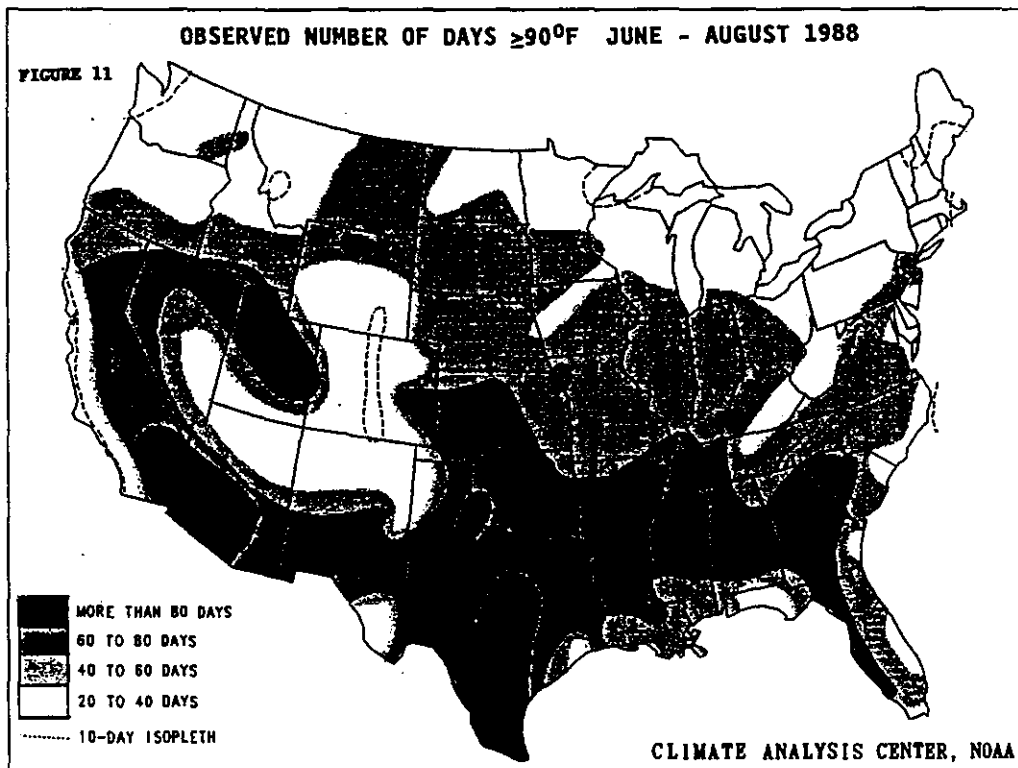 OBSERVED NUMBER OF DAYS ≥90ºF JUNE - AUGUST 1988
FIGURE 11
MORE THAN 80 DAYS
60 TO 80 DAYS
40 TO 60 DAYS
20 TO 40 DAYS
10-DAY ISOPLETH
CLIMATE ANALYSIS CENTER, NOAA